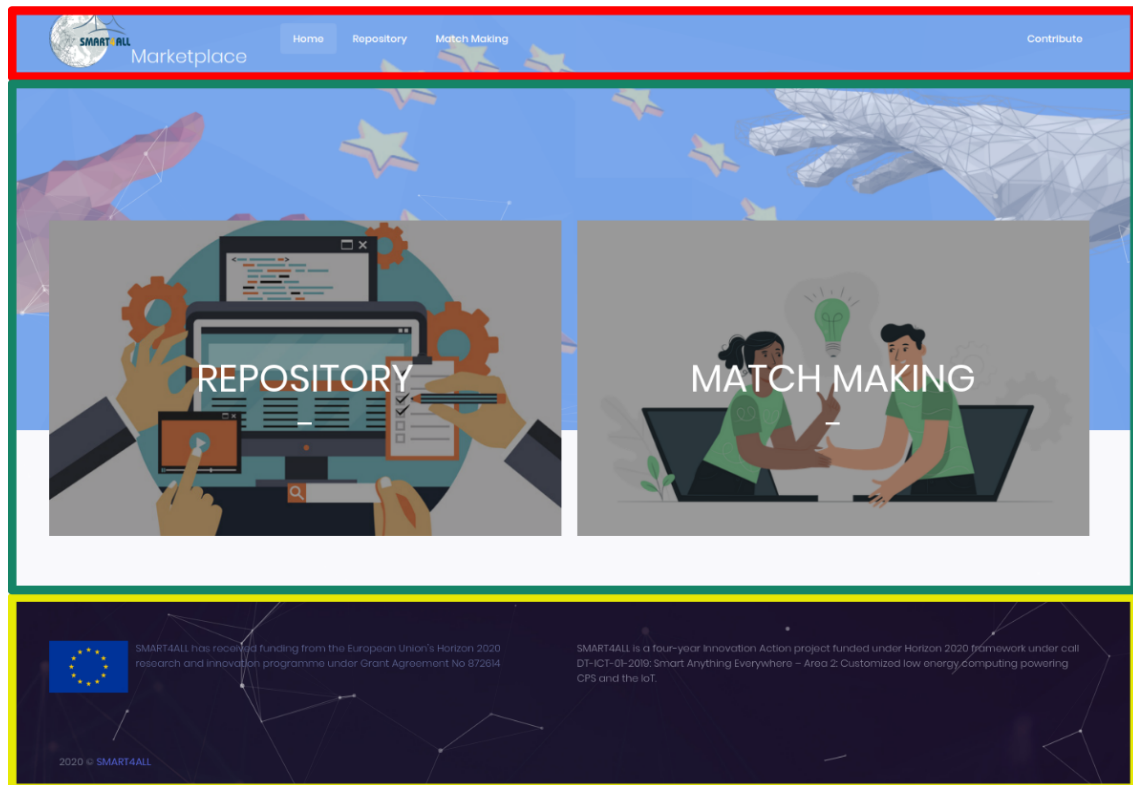 SMART4ALL
Marketplace
Home
Repository
Match Making
Contribute
REPOSITORY
MATCH MAKING
SMART4ALL has received funding from the European Union's Horizon 2020
research and innovation programme under Grant Agreement No 872614
SMART4ALL is a four-year Innovation Action project funded under Horizon 2020 framework under call
DT-ICT-01-2019: Smart Anything Everywhere – Area 2: Customized low energy computing powering
CPS and the IoT.
2020 © SMART4ALL